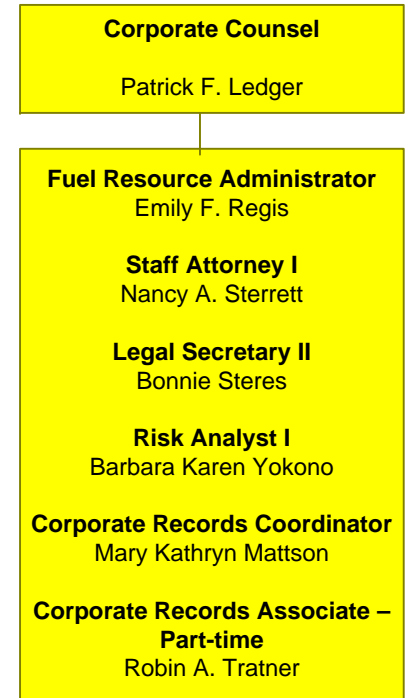 Corporate Counsel
Patrick F. Ledger
Fuel Resource Administrator
Emily F. Regis
Staff Attorney I
Nancy A. Sterrett
Legal Secretary II
Bonnie Steres
Risk Analyst I
Barbara Karen Yokono
Corporate Records Coordinator
Mary Kathryn Mattson
Corporate Records Associate –
Part-time
Robin A. Tratner